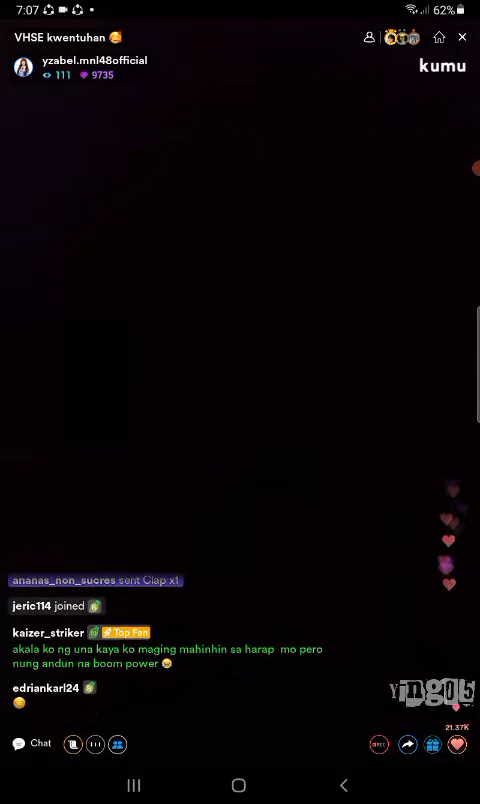 7:07
62%
VHSE kwentuhan 🥰
yzabel.mnl48official
111 9735
kumu
ananas_non_sucres sent Clap x1
jeric114 joined
kaizer_striker Top Fan
akala ko ng una kaya ko maging mahinhin sa harap mo pero
nung andun na boom power 😂
edriankarl24
😊
YINGO15
21.37K
Chat
REC